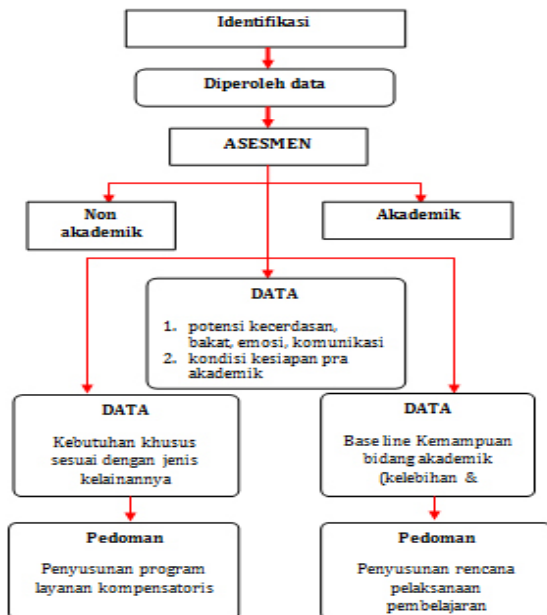 Identifikasi
Diperoleh data
ASESMEN
Non
akademik
Akademik
DATA
1. potensi kecerdasan,
bakat, emosi, komunikasi
2. kondisi kesiapan pra
akademik
DATA
Kebutuhan khusus
sesuai dengan jenis
kelainannya
DATA
Base line Kemampuan
bidang akademik
(kelebihan &
Pedoman
Penyusunan program
layanan kompensatoris
Pedoman
Penyusunan rencana
pelaksanaan
pembelajaran